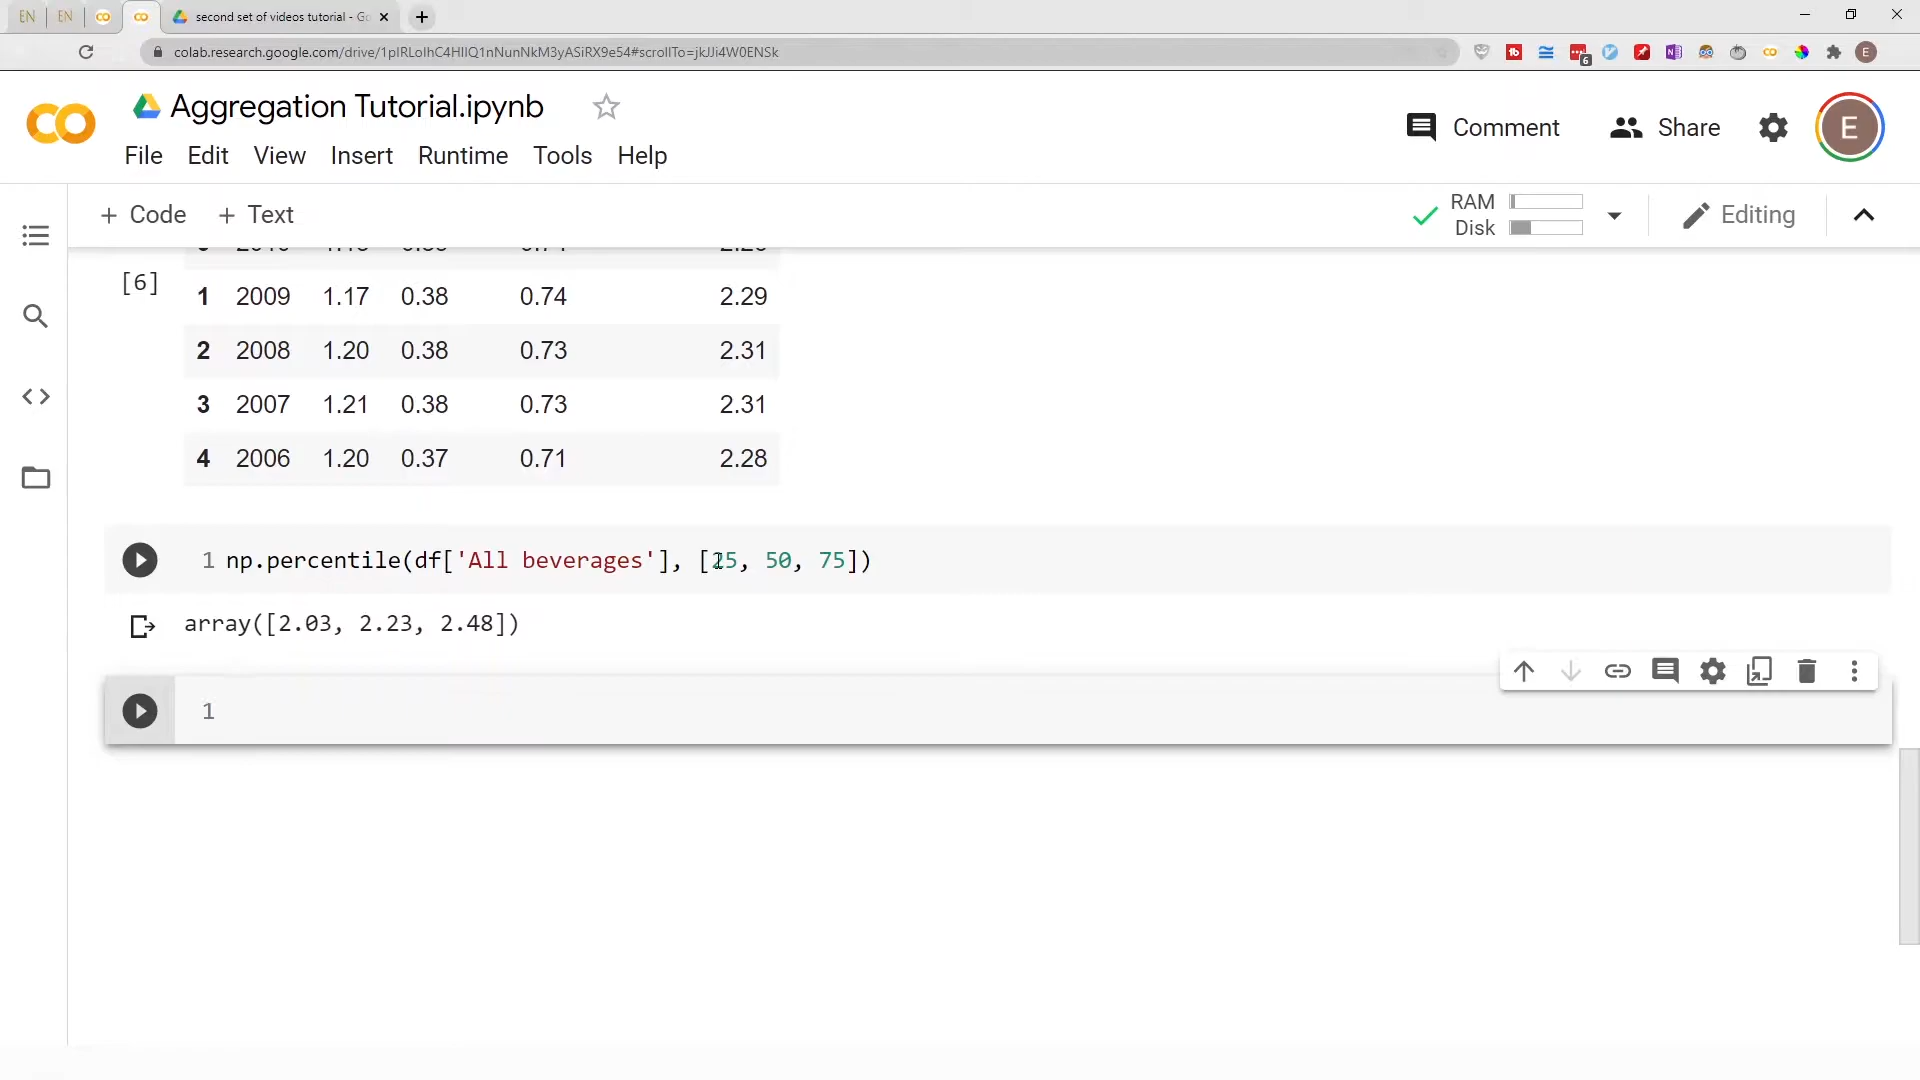 EN EN second set of videos tutorial - Go
colab.research.google.com/drive/1pIRLoIhC4HIlQ1nNunNkM3yASiRX9e54#scrollTo=jkJJi4W0ENSk
6 E
Aggregation Tutorial.ipynb
Comment Share E
File Edit View Insert Runtime Tools Help
+ Code + Text RAM Disk Editing
[6]
1 2009 1.17 0.38 0.74 2.29
2 2008 1.20 0.38 0.73 2.31
3 2007 1.21 0.38 0.73 2.31
4 2006 1.20 0.37 0.71 2.28
1 np.percentile(df['All beverages'], [25, 50, 75])
array([2.03, 2.23, 2.48])
1